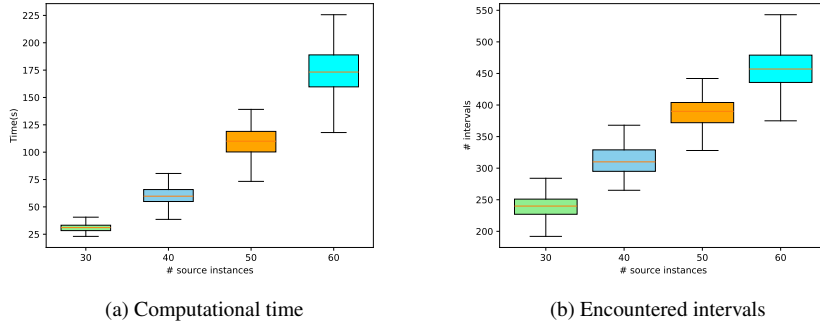 225
200
175
150
125
100
75
50
25
Time(s)
30 40 50 60
# source instances
(a) Computational time
550
500
450
400
350
300
250
200
# intervals
30 40 50 60
# source instances
(b) Encountered intervals